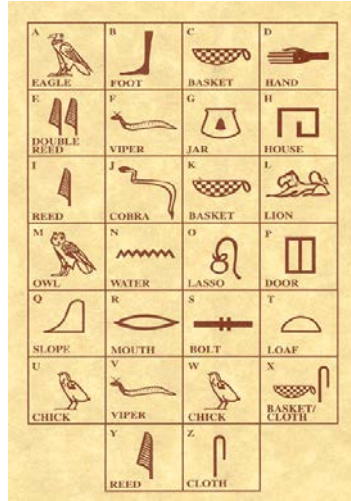 A B C D
EAGLE FOOT BASKET HAND
E F G H
DOUBLE REED VIPER JAR HOUSE
I J K L
REED COBRA BASKET LION
M N O P
OWL WATER LASSO DOOR
Q R S T
SLOPE MOUTH BOLT LOAF
U V W X
CHICK VIPER CHICK BASKET/ CLOTH
Y Z
REED CLOTH